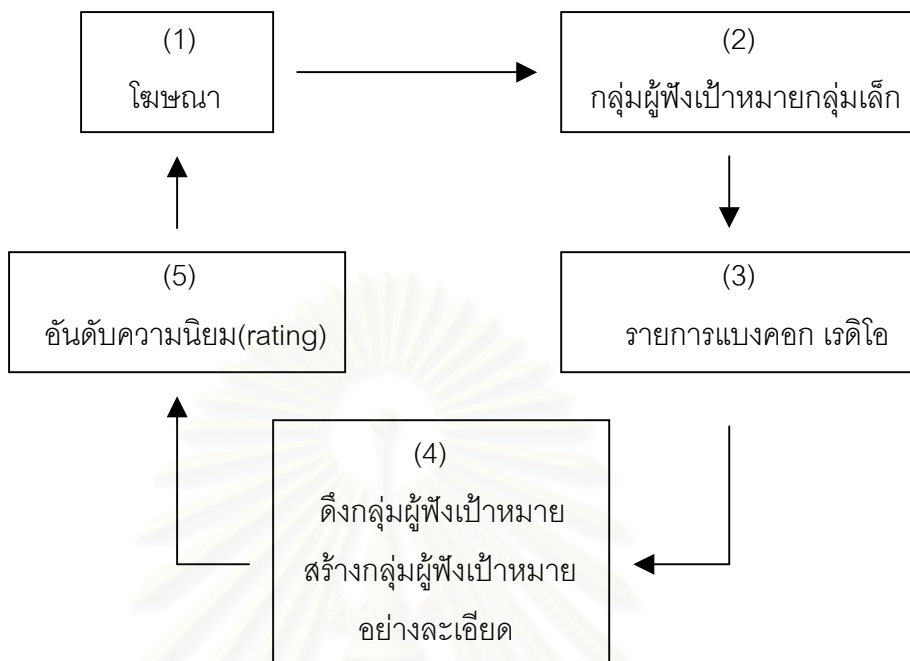 (1)
โฆษณา
(2)
กลุ่มผู้ฟังเป้าหมายกลุ่มเล็ก
(3)
รายการแบงคอก เรดิโอ
(4)
ดึงกลุ่มผู้ฟังเป้าหมาย
สร้างกลุ่มผู้ฟังเป้าหมาย
อย่างละเอียด
(5)
อันดับความนิยม(rating)